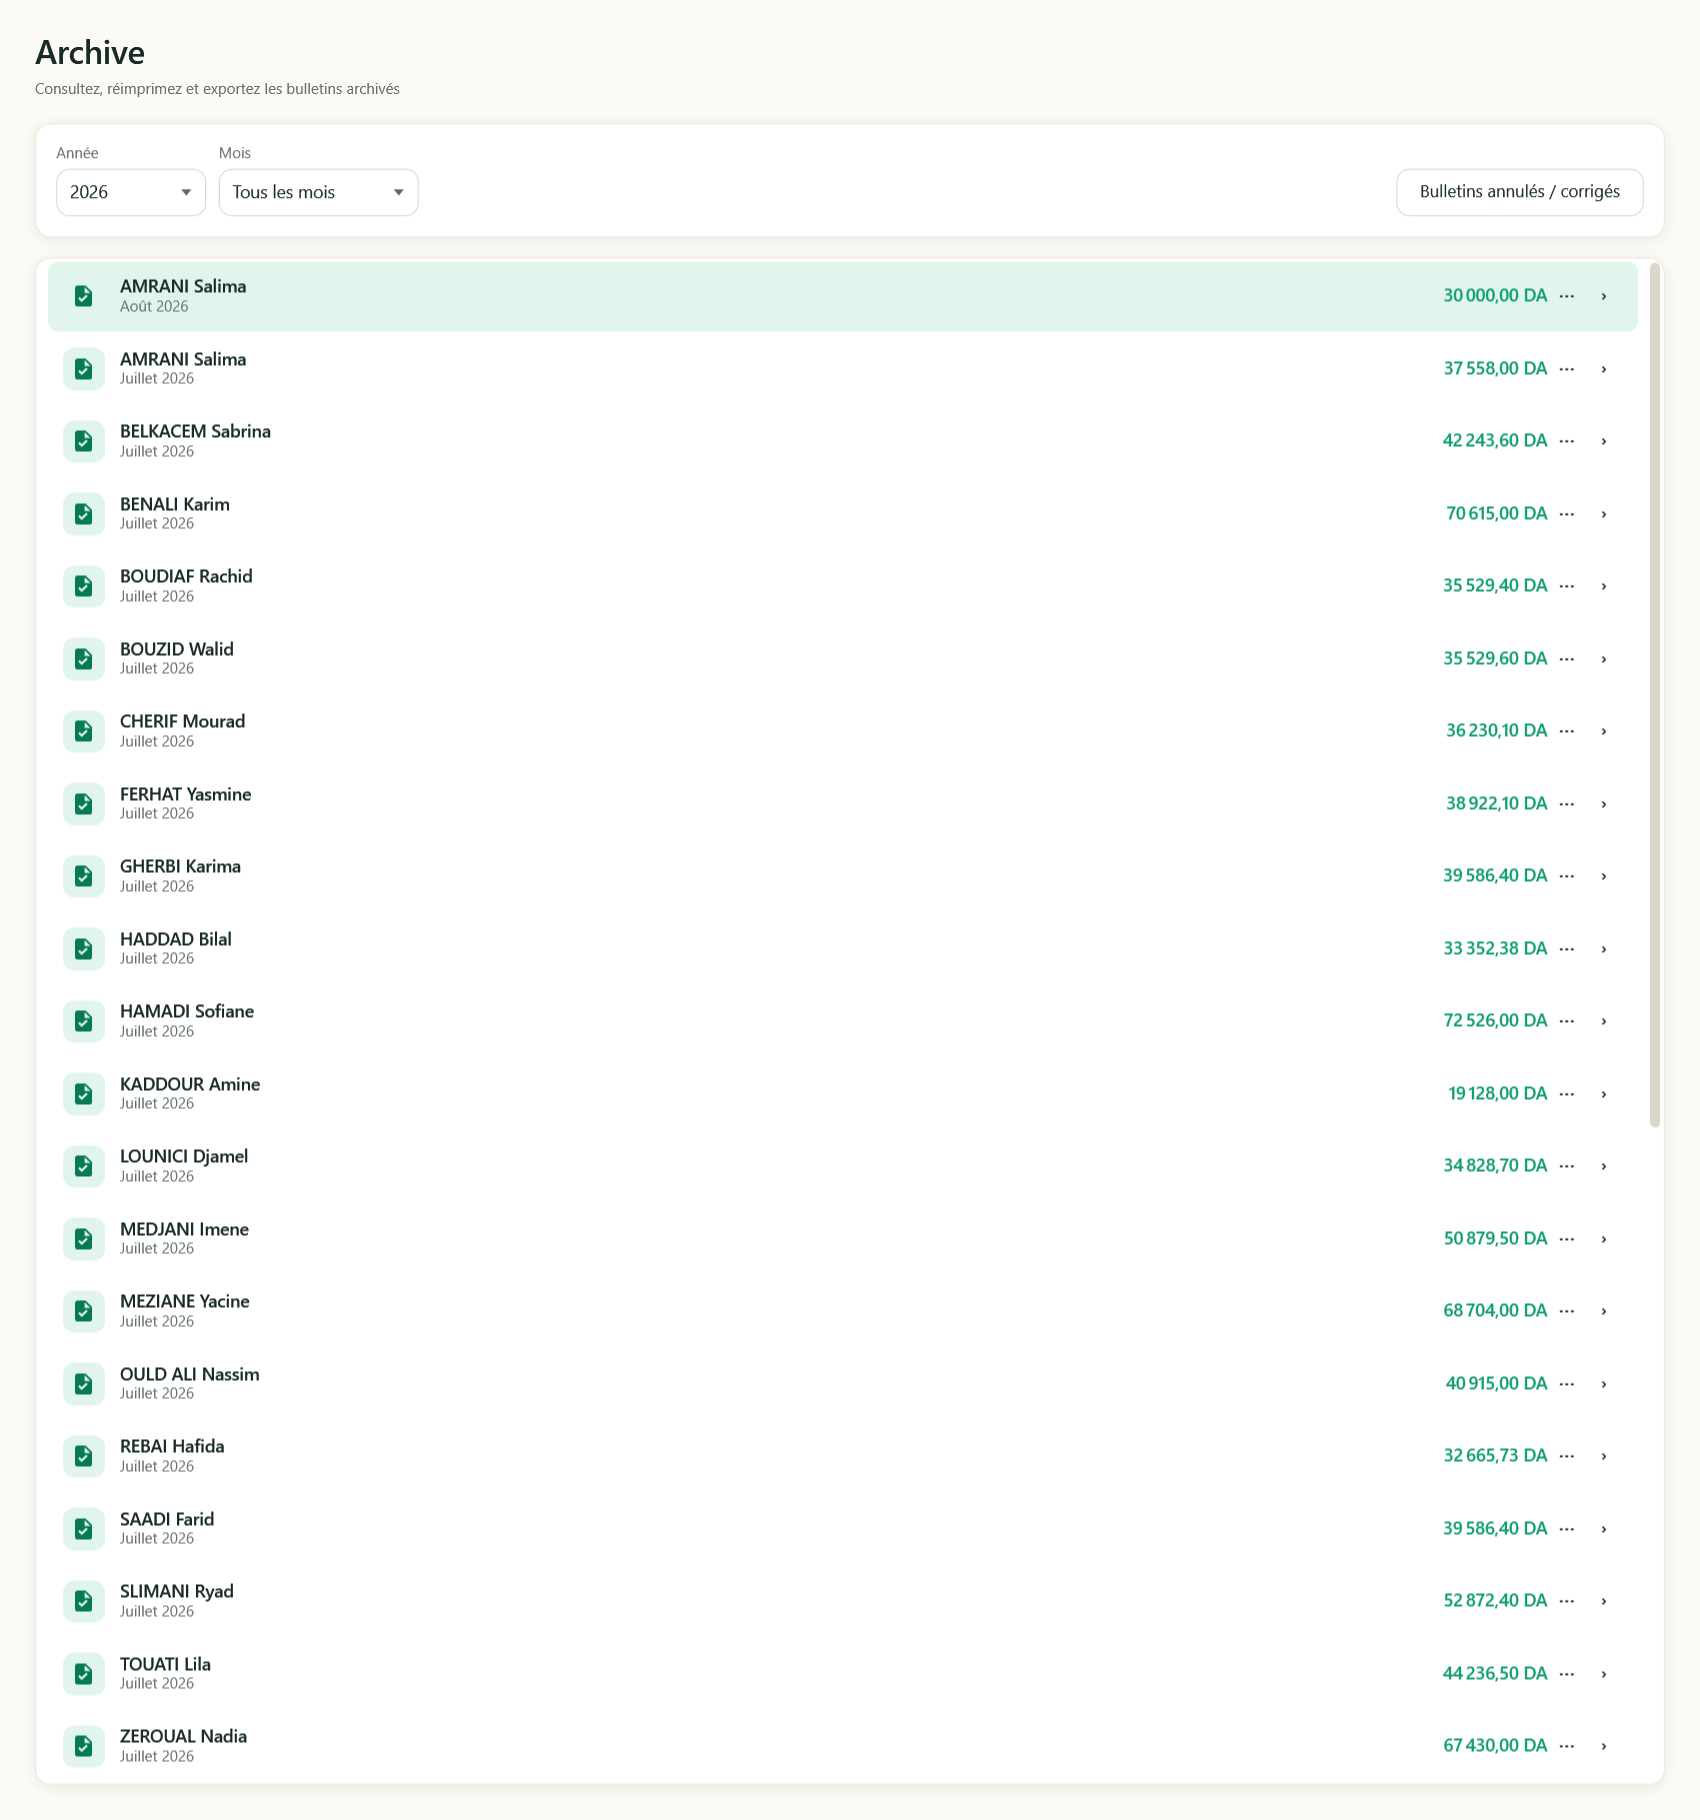 Archive
Consultez, réimprimez et exportez les bulletins archivés
Année
Mois
2026
Tous les mois
Bulletins annulés / corrigés
AMRANI Salima
Août 2026
30 000,00 DA ... ›
AMRANI Salima
Juillet 2026
37 558,00 DA ... ›
BELKACEM Sabrina
Juillet 2026
42 243,60 DA ... ›
BENALI Karim
Juillet 2026
70 615,00 DA ... ›
BOUDIAF Rachid
Juillet 2026
35 529,40 DA ... ›
BOUZID Walid
Juillet 2026
35 529,60 DA ... ›
CHERIF Mourad
Juillet 2026
36 230,10 DA ... ›
FERHAT Yasmine
Juillet 2026
38 922,10 DA ... ›
GHERBI Karima
Juillet 2026
39 586,40 DA ... ›
HADDAD Bilal
Juillet 2026
33 352,38 DA ... ›
HAMADI Sofiane
Juillet 2026
72 526,00 DA ... ›
KADDOUR Amine
Juillet 2026
19 128,00 DA ... ›
LOUNICI Djamel
Juillet 2026
34 828,70 DA ... ›
MEDJANI Imene
Juillet 2026
50 879,50 DA ... ›
MEZIANE Yacine
Juillet 2026
68 704,00 DA ... ›
OULD ALI Nassim
Juillet 2026
40 915,00 DA ... ›
REBAI Hafida
Juillet 2026
32 665,73 DA ... ›
SAADI Farid
Juillet 2026
39 586,40 DA ... ›
SLIMANI Ryad
Juillet 2026
52 872,40 DA ... ›
TOUATI Lila
Juillet 2026
44 236,50 DA ... ›
ZEROUAL Nadia
Juillet 2026
67 430,00 DA ... ›